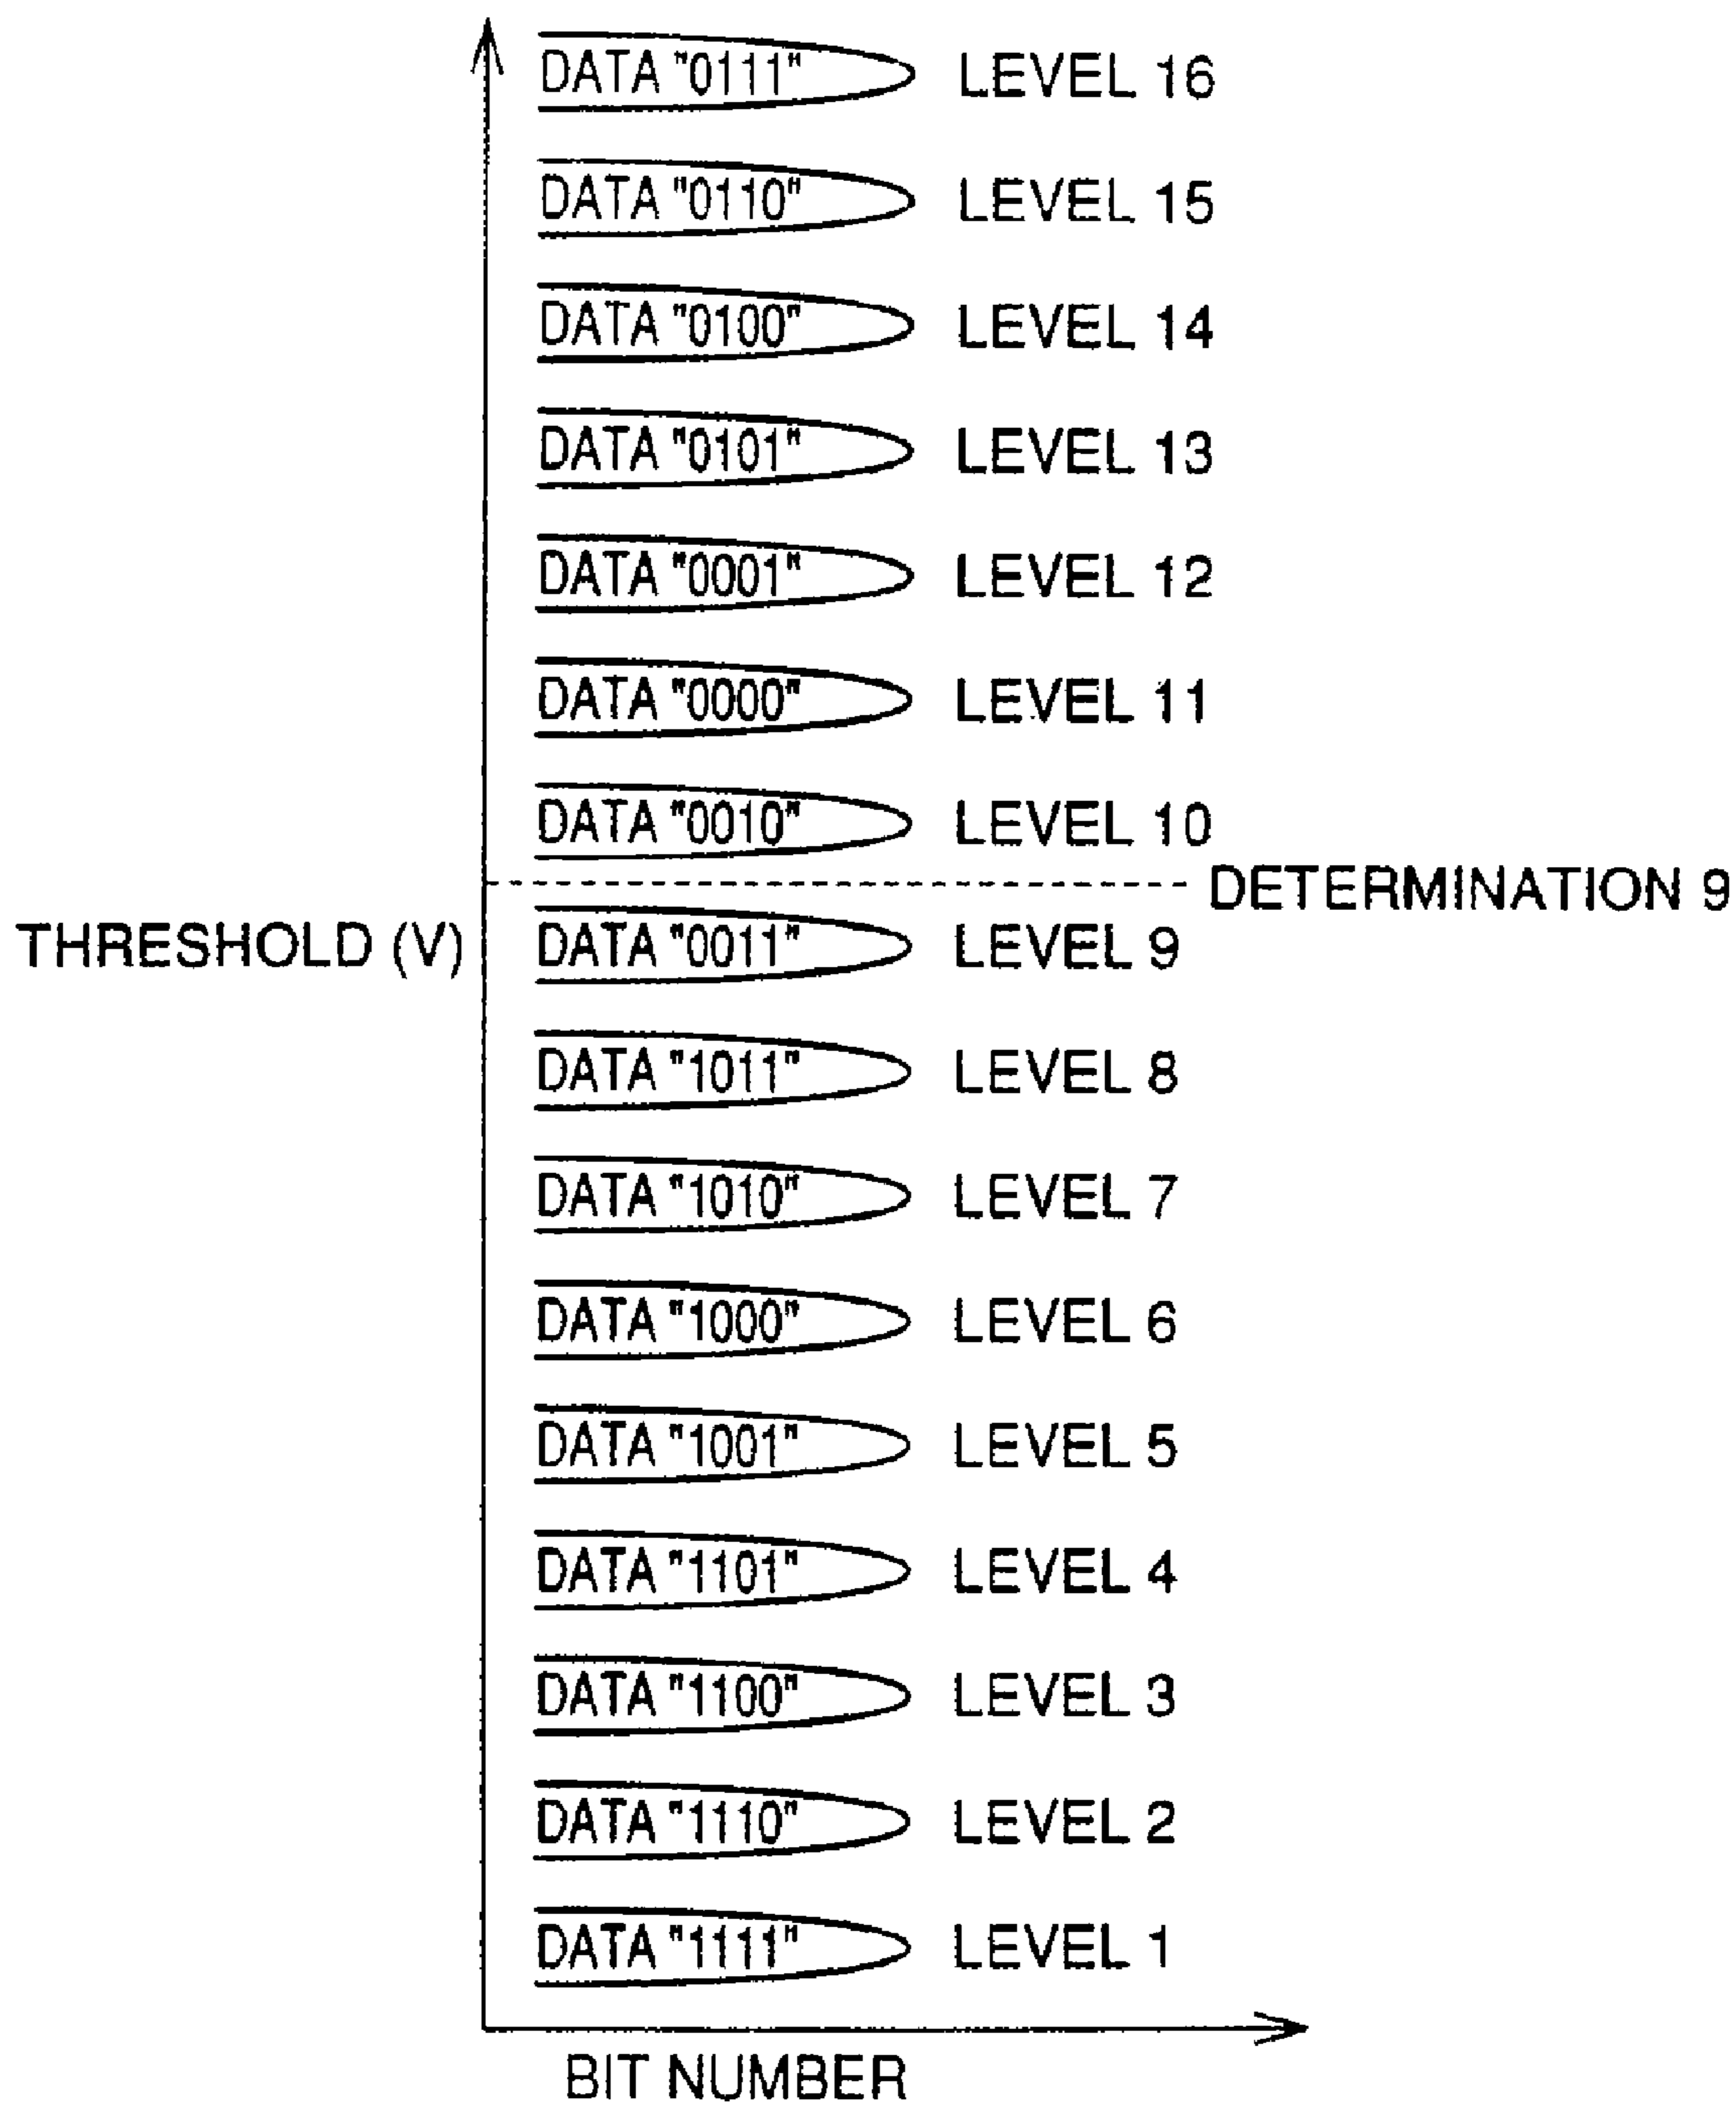 DATA "0111" LEVEL 16
DATA "0110" LEVEL 15
DATA "0100" LEVEL 14
DATA "0101" LEVEL 13
DATA "0001" LEVEL 12
DATA "0000" LEVEL 11
DATA "0010" LEVEL 10
DETERMINATION 9
THRESHOLD (V) DATA "0011" LEVEL 9
DATA "1011" LEVEL 8
DATA "1010" LEVEL 7
DATA "1000" LEVEL 6
DATA "1001" LEVEL 5
DATA "1101" LEVEL 4
DATA "1100" LEVEL 3
DATA "1110" LEVEL 2
DATA "1111" LEVEL 1
BIT NUMBER